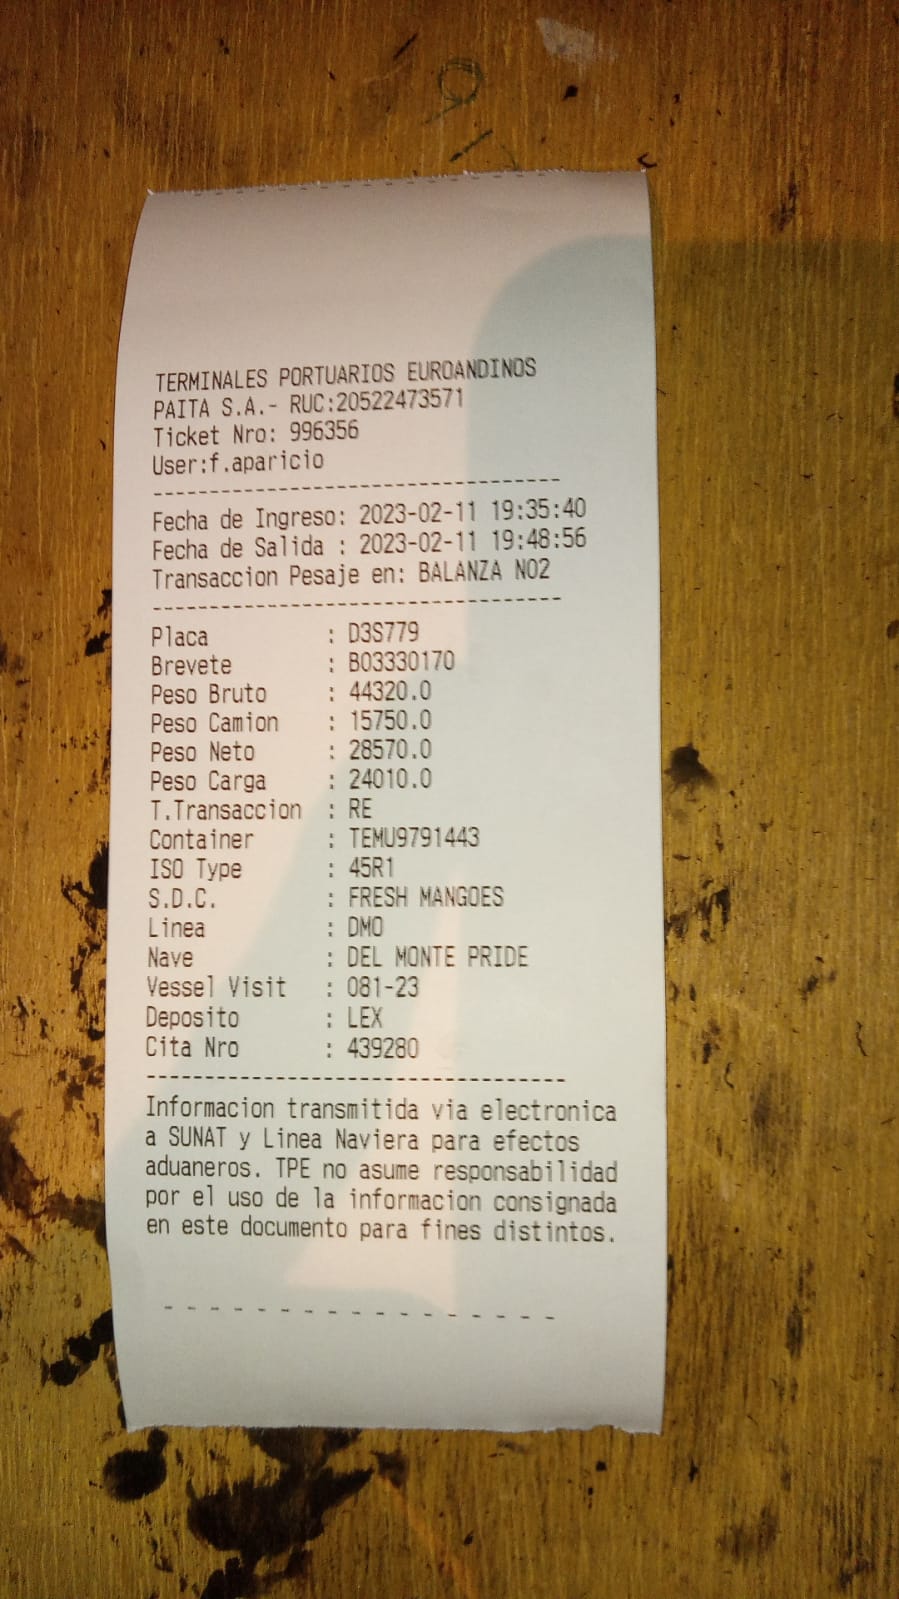 TERMINALES PORTUARIOS EUROANDINOS
PAITA S.A.- RUC:20522473571
Ticket Nro: 996356
User:f.aparicio
-----------------------------------
Fecha de Ingreso: 2023-02-11 19:35:40
Fecha de Salida : 2023-02-11 19:48:56
Transaccion Pesaje en: BALANZA NO2
-----------------------------------
Placa : D3S779
Brevete : B03330170
Peso Bruto : 44320.0
Peso Camion : 15750.0
Peso Neto : 28570.0
Peso Carga : 24010.0
T.Transaccion : RE
Container : TEMU9791443
ISO Type : 45R1
S.D.C. : FRESH MANGOES
Linea : DMO
Nave : DEL MONTE PRIDE
Vessel Visit : 081-23
Deposito : LEX
Cita Nro : 439280
-----------------------------------
Informacion transmitida via electronica
a SUNAT y Linea Naviera para efectos
aduaneros. TPE no asume responsabilidad
por el uso de la informacion consignada
en este documento para fines distintos.
- - - - - - - - - - - - - - - - -